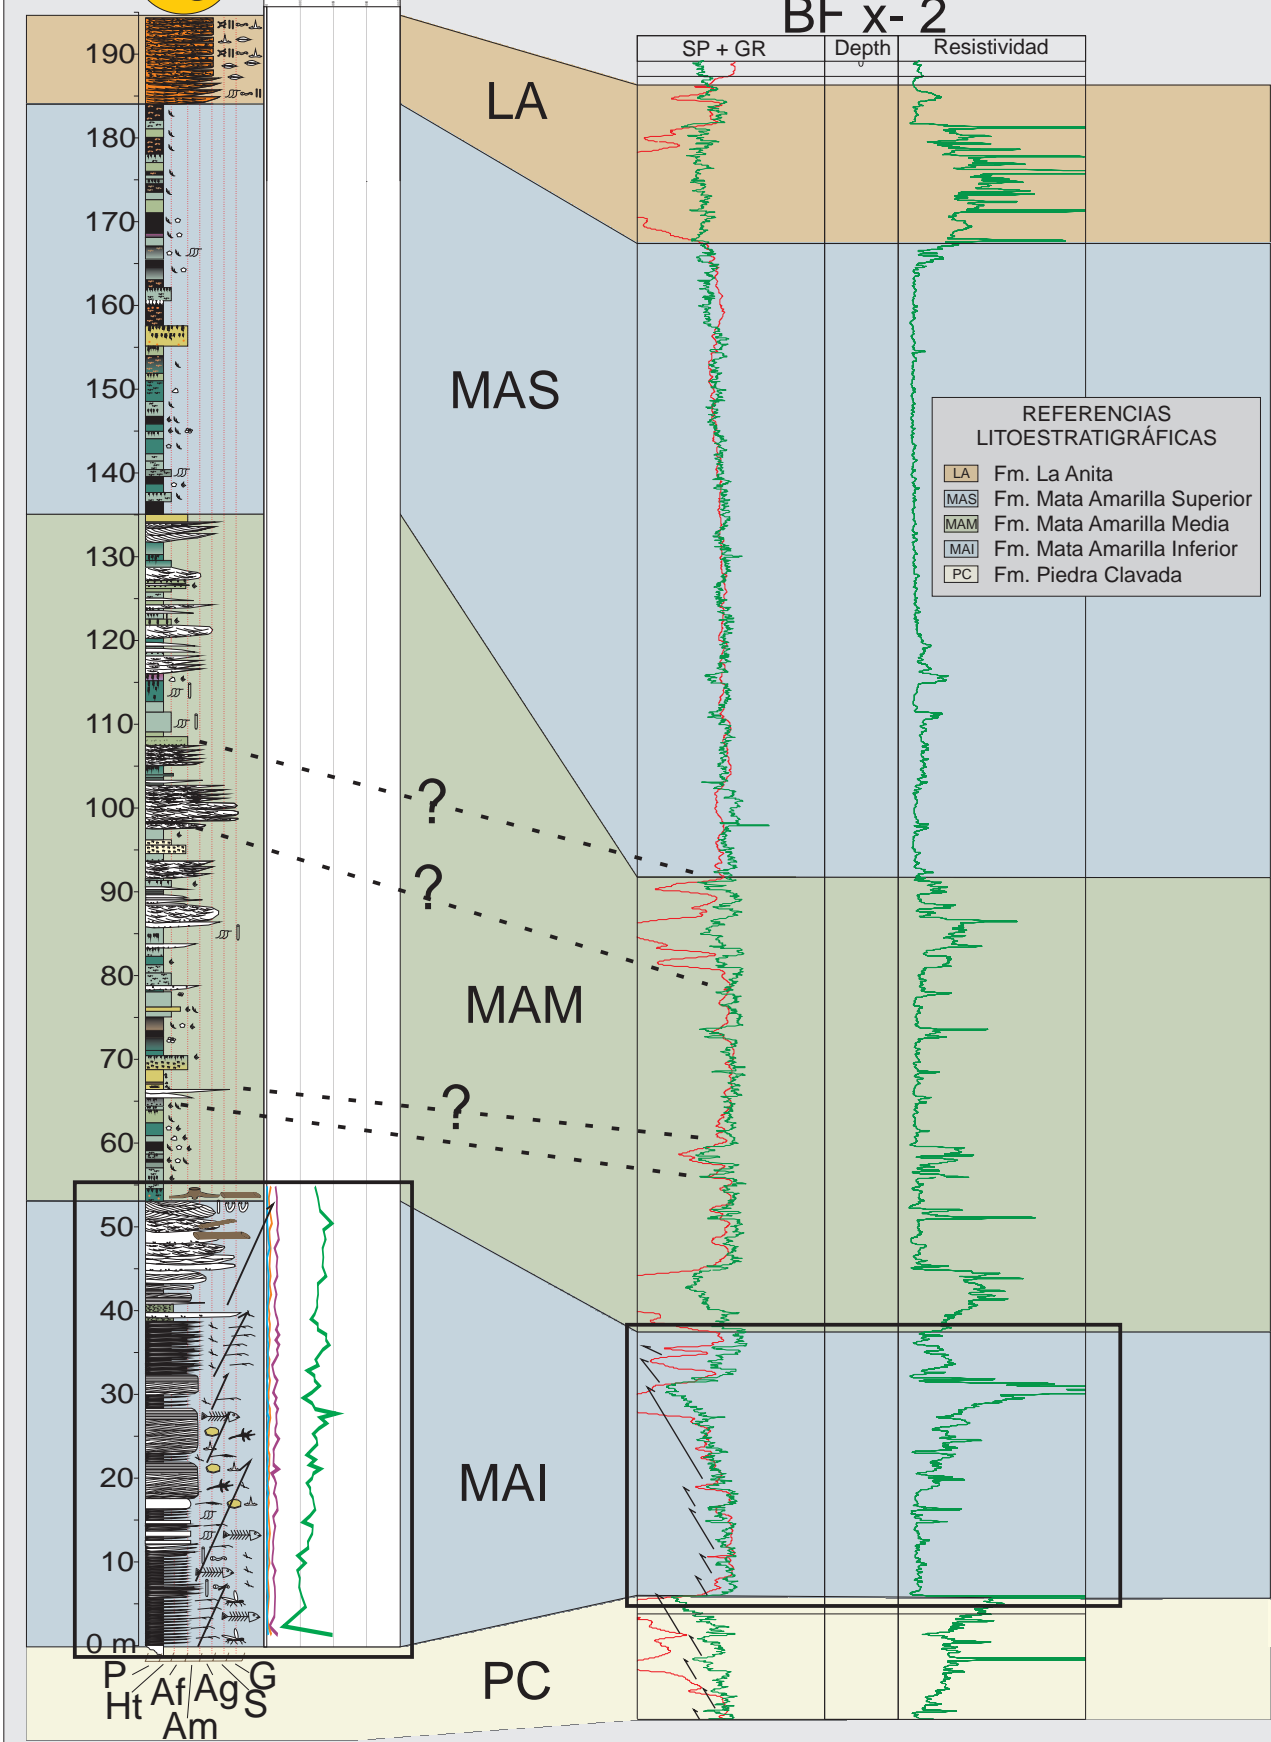 BF x- 2
SP + GR
Depth
Resistividad
190
180
170
160
150
140
130
120
110
100
90
80
70
60
50
40
30
20
10
0 m
P
Ht
Af
Am
Ag
S
G
LA
MAS
MAM
MAI
PC
?
?
?
REFERENCIAS
LITOESTRATIGRÁFICAS
LA Fm. La Anita
MAS Fm. Mata Amarilla Superior
MAM Fm. Mata Amarilla Media
MAI Fm. Mata Amarilla Inferior
PC Fm. Piedra Clavada